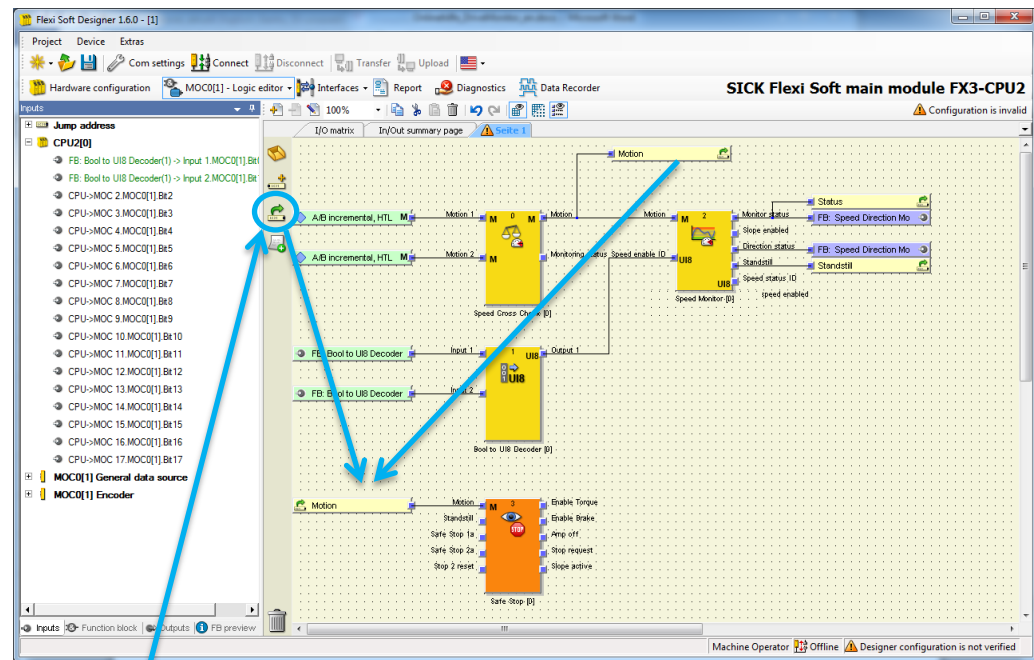 Flexi Soft Designer 1.6.0 - [1]
Project Device Extras
Com settings Connect Disconnect Transfer Upload
Hardware configuration MOC0[1] - Logic editor Interfaces Report Diagnostics Data Recorder SICK Flexi Soft main module FX3-CPU2
Inputs 100% Configuration is invalid
I/O matrix In/Out summary page Seite 1
Jump address
CPU2[0]
FB: Bool to UI8 Decoder(1) -> Input 1.MOC0[1].Bit
FB: Bool to UI8 Decoder(1) -> Input 2.MOC0[1].Bit
CPU->MOC 2.MOC0[1].Bit2
CPU->MOC 3.MOC0[1].Bit3
CPU->MOC 4.MOC0[1].Bit4
CPU->MOC 5.MOC0[1].Bit5
CPU->MOC 6.MOC0[1].Bit6
CPU->MOC 7.MOC0[1].Bit7
CPU->MOC 8.MOC0[1].Bit8
CPU->MOC 9.MOC0[1].Bit9
CPU->MOC 10.MOC0[1].Bit10
CPU->MOC 11.MOC0[1].Bit11
CPU->MOC 12.MOC0[1].Bit12
CPU->MOC 13.MOC0[1].Bit13
CPU->MOC 14.MOC0[1].Bit14
CPU->MOC 15.MOC0[1].Bit15
CPU->MOC 16.MOC0[1].Bit16
CPU->MOC 17.MOC0[1].Bit17
MOC0[1] General data source
MOC0[1] Encoder
Inputs Function block Outputs FB preview
Motion
A/B incremental, HTL M Motion 1 M 0 M Motion
A/B incremental, HTL M Motion 2 M Monitoring status
Speed Cross Check [0]
Motion M 2 Monitor status
Slope enabled
Speed enable ID UI8 Direction status
Standstill
UI8 Speed status ID
speed enabled
Speed Monitor [0]
Status
FB: Speed Direction Mo
FB: Speed Direction Mo
Standstill
FB: Bool to UI8 Decoder Input 1 1 UI8 Output 1
UI8
FB: Bool to UI8 Decoder Input 2
Bool to UI8 Decoder [0]
Motion Motion M 3 Enable Torque
Standstill Enable Brake
STOP
Safe Stop 1a Amp off
Safe Stop 2a Stop request
Stop 2 reset Slope active
Safe Stop [0]
Machine Operator Offline Designer configuration is not verified